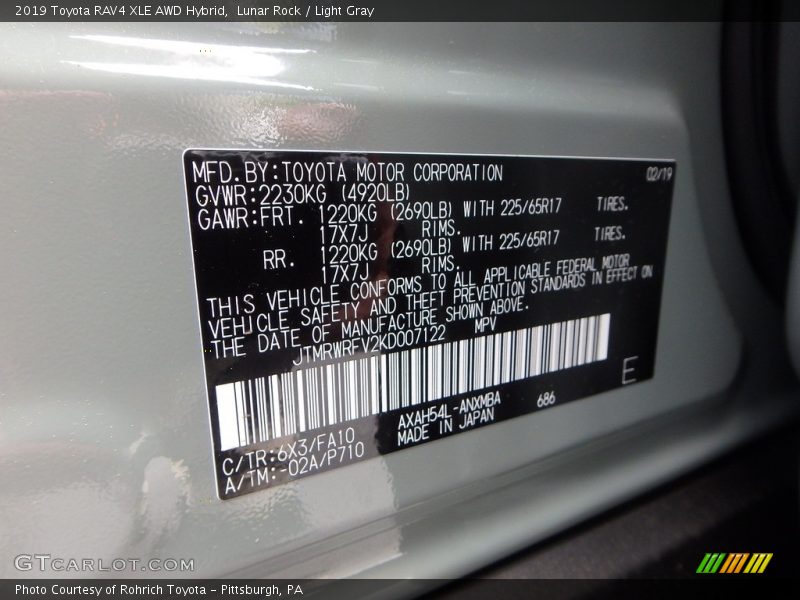 2019 Toyota RAV4 XLE AWD Hybrid,  Lunar Rock / Light Gray
MFD.BY:TOYOTA MOTOR CORPORATION 02/19
GVWR:2230KG (4920LB)
GAWR:FRT. 1220KG (2690LB) WITH 225/65R17 TIRES.
17X7J RIMS.
RR. 1220KG (2690LB) WITH 225/65R17 TIRES.
17X7J RIMS.
THIS VEHICLE CONFORMS TO ALL APPLICABLE FEDERAL MOTOR
VEHICLE SAFETY AND THEFT PREVENTION STANDARDS IN EFFECT ON
THE DATE OF MANUFACTURE SHOWN ABOVE.
JTMRWRFV2KD007122 MPV
E
C/TR:6X3/FA10 AXAH54L-ANXMBA 686
A/TM:-02A/P710 MADE IN JAPAN
GTCARLOT.COM
Photo Courtesy of Rohrich Toyota - Pittsburgh, PA